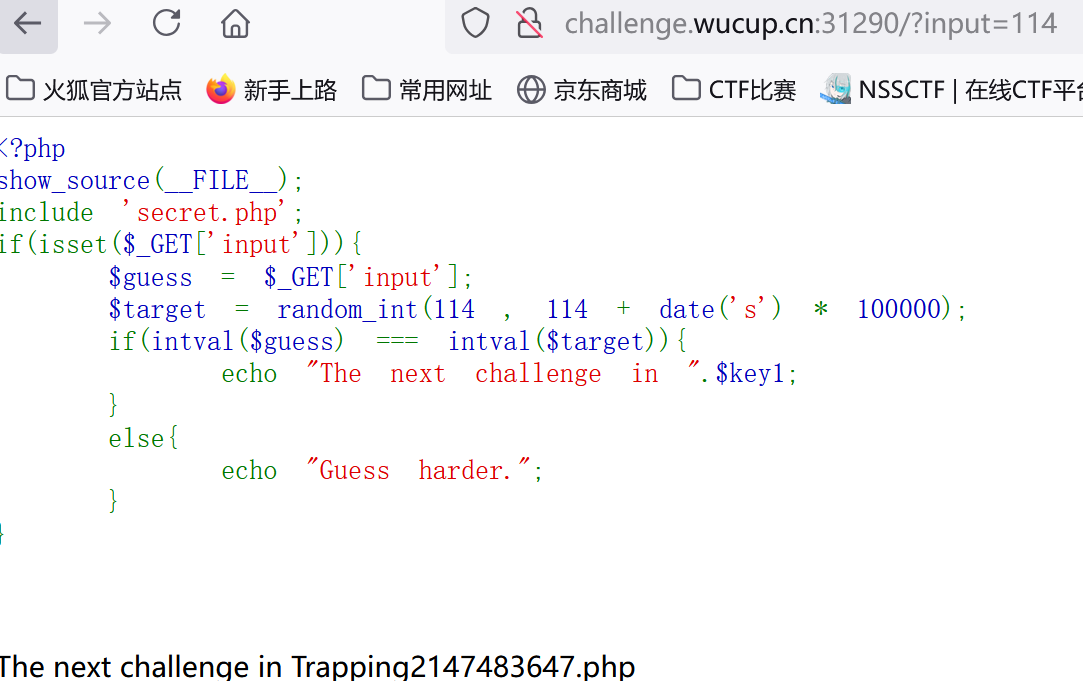 challenge.wucup.cn:31290/?input=114
火狐官方站点 新手上路 常用网址 京东商城 CTF比赛 NSSCTF | 在线CTF平台
<?php
show_source(__FILE__);
include 'secret.php';
if(isset($_GET['input'])){
$guess = $_GET['input'];
$target = random_int(114 , 114 + date('s') * 100000);
if(intval($guess) === intval($target)){
echo "The next challenge in ".$key1;
}
else{
echo "Guess harder.";
}
}
The next challenge in Trapping2147483647.php